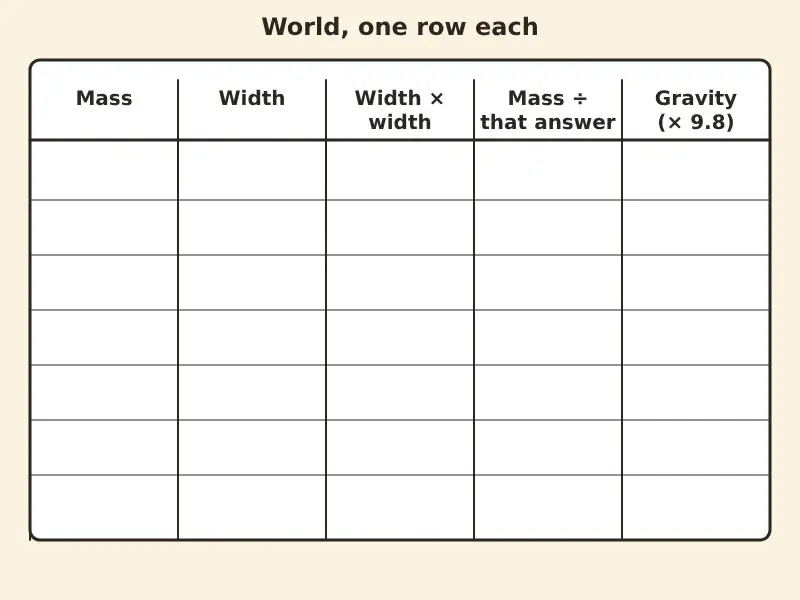 World, one row each
Mass
Width
Width ×
width
Mass ÷
that answer
Gravity
(× 9.8)